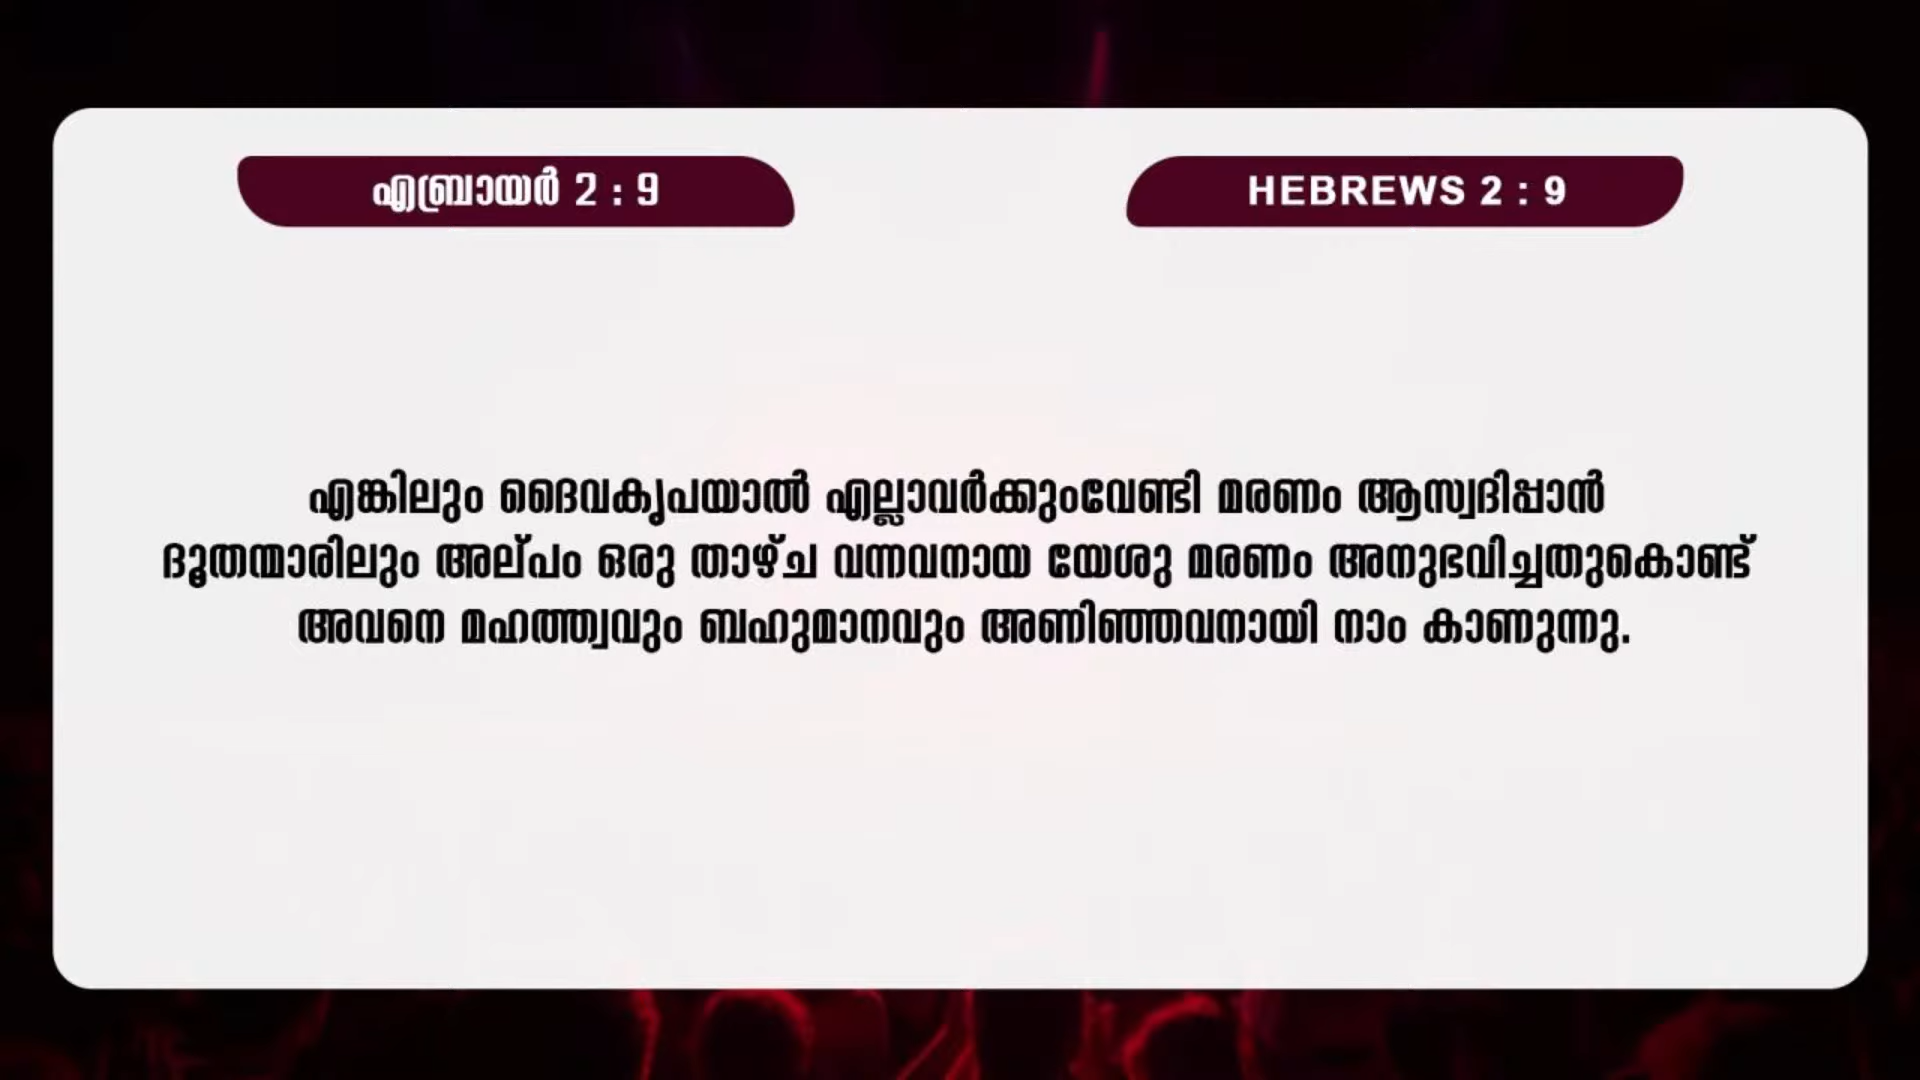 എബ്രായർ 2 : 9
HEBREWS 2 : 9
എങ്കിലും ദൈവകൃപയാൽ എല്ലാവർക്കുംവേണ്ടി മരണം ആസ്വദിപ്പാൻ
ദൂതന്മാരിലും അല്പം ഒരു താഴ്ച വന്നവനായ യേശു മരണം അനുഭവിച്ചതുകൊണ്ട്
അവനെ മഹത്ത്വവും ബഹുമാനവും അണിഞ്ഞവനായി നാം കാണുന്നു.